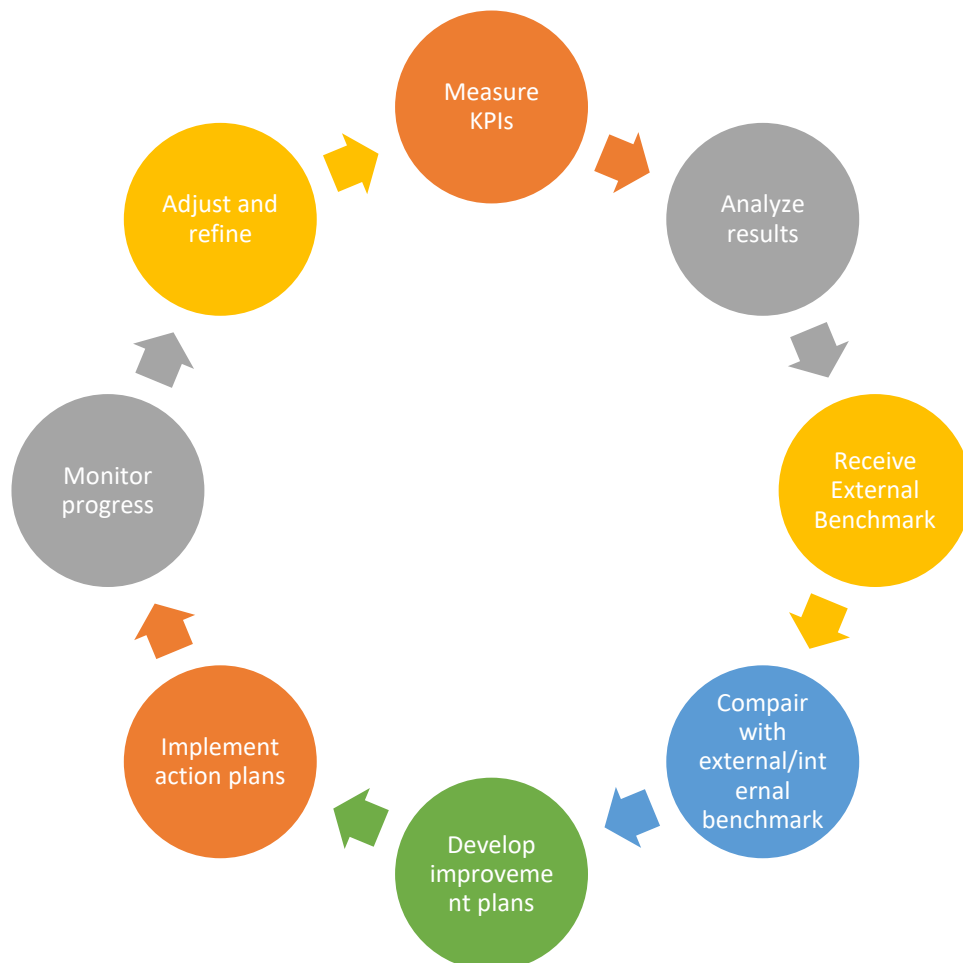 Measure
KPIs
Analyze
results
Receive
External
Benchmark
Compair
with
external/int
ernal
benchmark
Develop
improveme
nt plans
Implement
action plans
Monitor
progress
Adjust and
refine